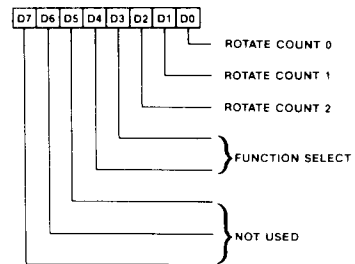 D7 D6 D5 D4 D3 D2 D1 D0
ROTATE COUNT 0
ROTATE COUNT 1
ROTATE COUNT 2
FUNCTION SELECT
NOT USED